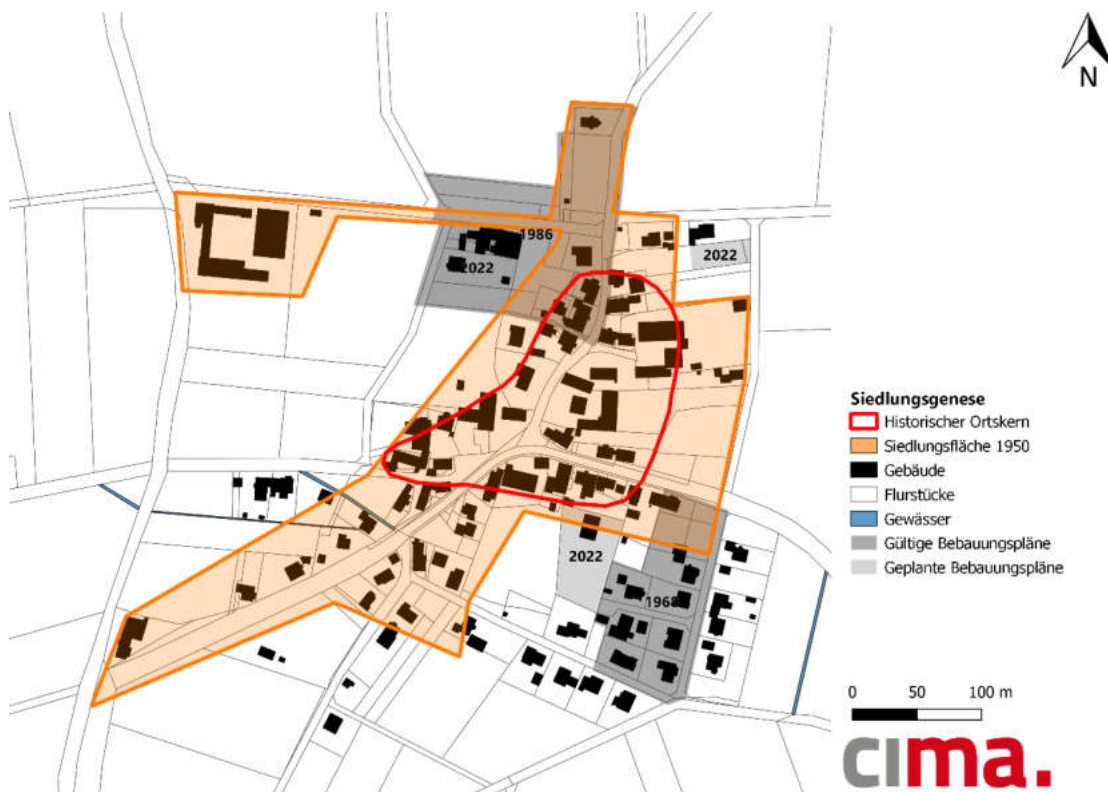 N
1986
2022
2022
2022
1968
Siedlungsgenese
Historischer Ortskern
Siedlungsfläche 1950
Gebäude
Flurstücke
Gewässer
Gültige Bebauungspläne
Geplante Bebauungspläne
0 50 100 m
cima.